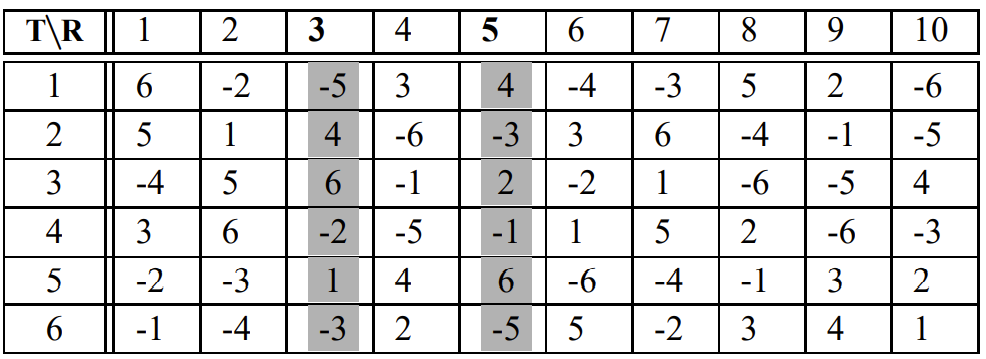 T\R 1 2 3 4 5 6 7 8 9 10
1 6 -2 -5 3 4 -4 -3 5 2 -6
2 5 1 4 -6 -3 3 6 -4 -1 -5
3 -4 5 6 -1 2 -2 1 -6 -5 4
4 3 6 -2 -5 -1 1 5 2 -6 -3
5 -2 -3 1 4 6 -6 -4 -1 3 2
6 -1 -4 -3 2 -5 5 -2 3 4 1